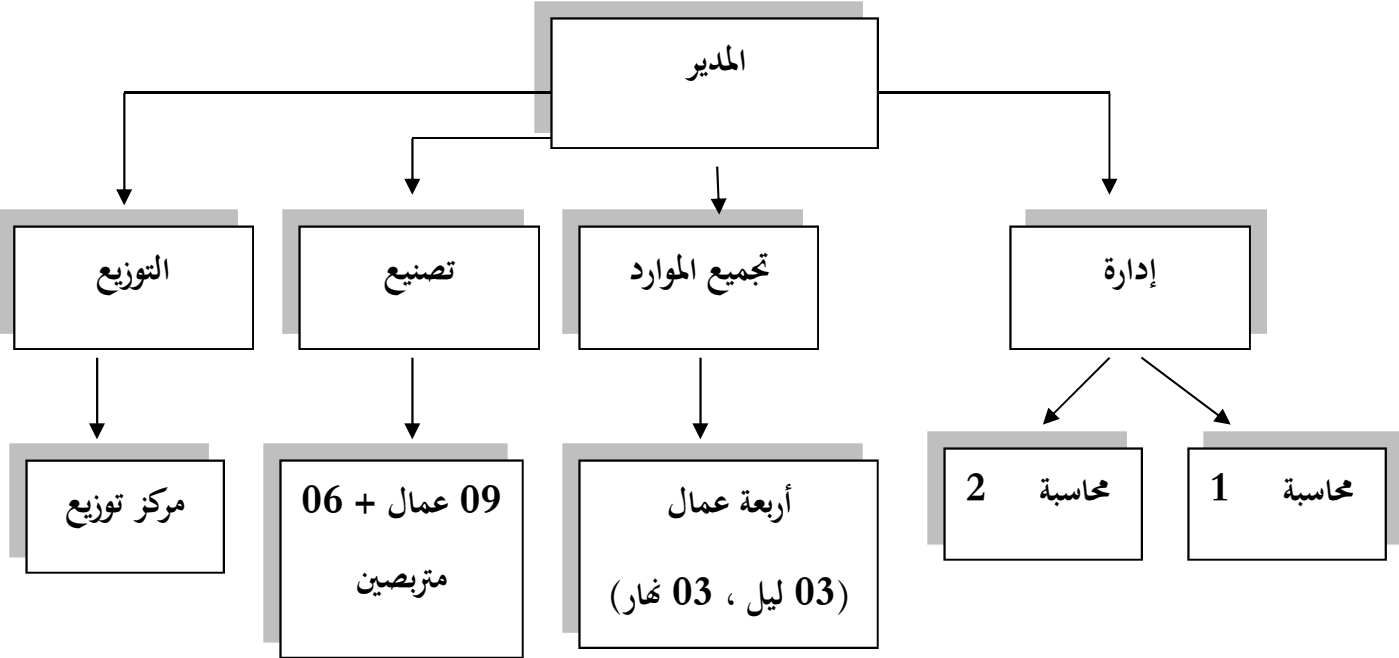 المدير
إدارة
تجميع الموارد
تصنيع
التوزيع
محاسبة 1
محاسبة 2
أربعة عمال
(03 ليل ، 03 نهار)
09 عمال + 06
متربصين
مركز توزيع